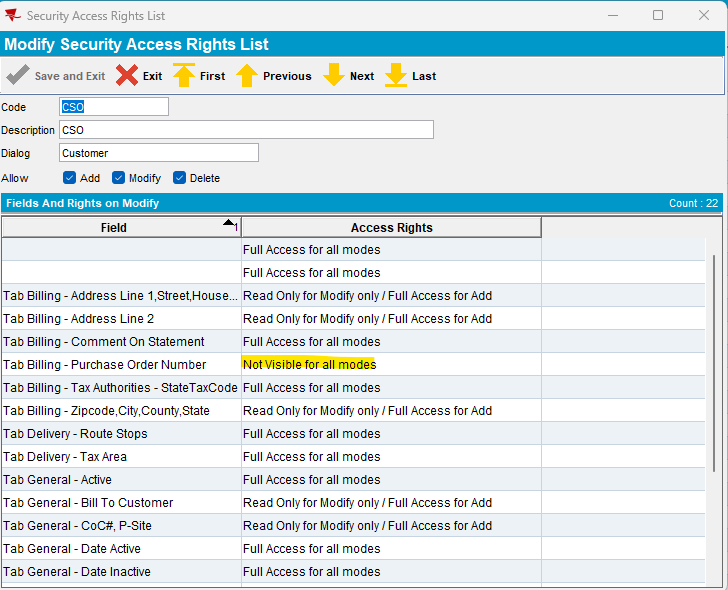 Security Access Rights List
Modify Security Access Rights List
Save and Exit Exit First Previous Next Last
Code CSO
Description CSO
Dialog Customer
Allow Add Modify Delete
Fields And Rights on Modify Count : 22
Field 1 Access Rights
Full Access for all modes
Full Access for all modes
Tab Billing - Address Line 1,Street,House... Read Only for Modify only / Full Access for Add
Tab Billing - Address Line 2 Read Only for Modify only / Full Access for Add
Tab Billing - Comment On Statement Full Access for all modes
Tab Billing - Purchase Order Number Not Visible for all modes
Tab Billing - Tax Authorities - StateTaxCode Full Access for all modes
Tab Billing - Zipcode,City,County,State Read Only for Modify only / Full Access for Add
Tab Delivery - Route Stops Full Access for all modes
Tab Delivery - Tax Area Full Access for all modes
Tab General - Active Full Access for all modes
Tab General - Bill To Customer Read Only for Modify only / Full Access for Add
Tab General - CoC#, P-Site Read Only for Modify only / Full Access for Add
Tab General - Date Active Full Access for all modes
Tab General - Date Inactive Full Access for all modes